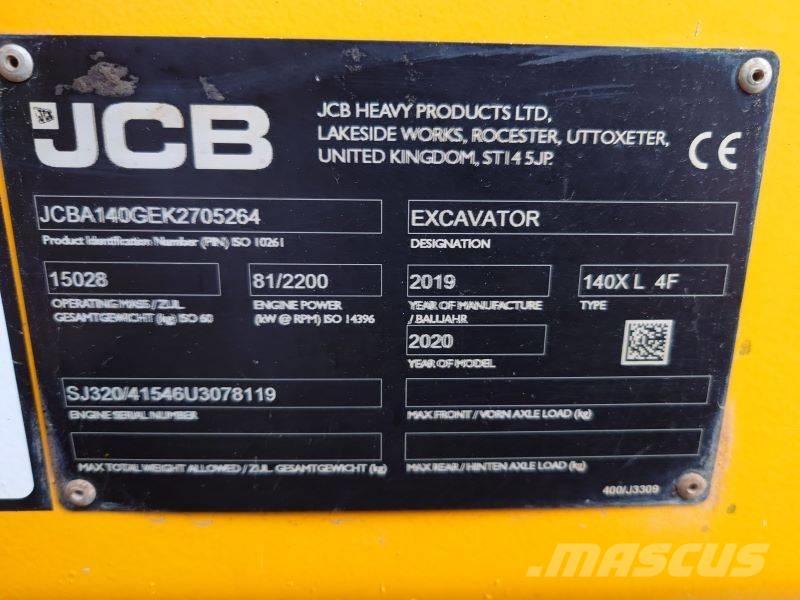 JCB
JCB HEAVY PRODUCTS LTD,
LAKESIDE WORKS, ROCESTER, UTTOXETER,
UNITED KINGDOM, ST14 5JP.
CE
JCBA140GEK2705264
Product Identification Number (PIN) ISO 10261
EXCAVATOR
DESIGNATION
15028
OPERATING MASS / ZUL.
GESAMTGEWICHT (kg) ISO 60
81/2200
ENGINE POWER
(kW @ RPM) ISO 14396
2019
YEAR OF MANUFACTURE
/ BAUJAHR
140X L 4F
TYPE
2020
YEAR OF MODEL
SJ320/41546U3078119
ENGINE SERIAL NUMBER
MAX FRONT / VORN AXLE LOAD (kg)
MAX TOTAL WEIGHT ALLOWED / ZUL. GESAMTGEWICHT (kg)
MAX REAR / HINTEN AXLE LOAD (kg)
400/J3309
MASCUS